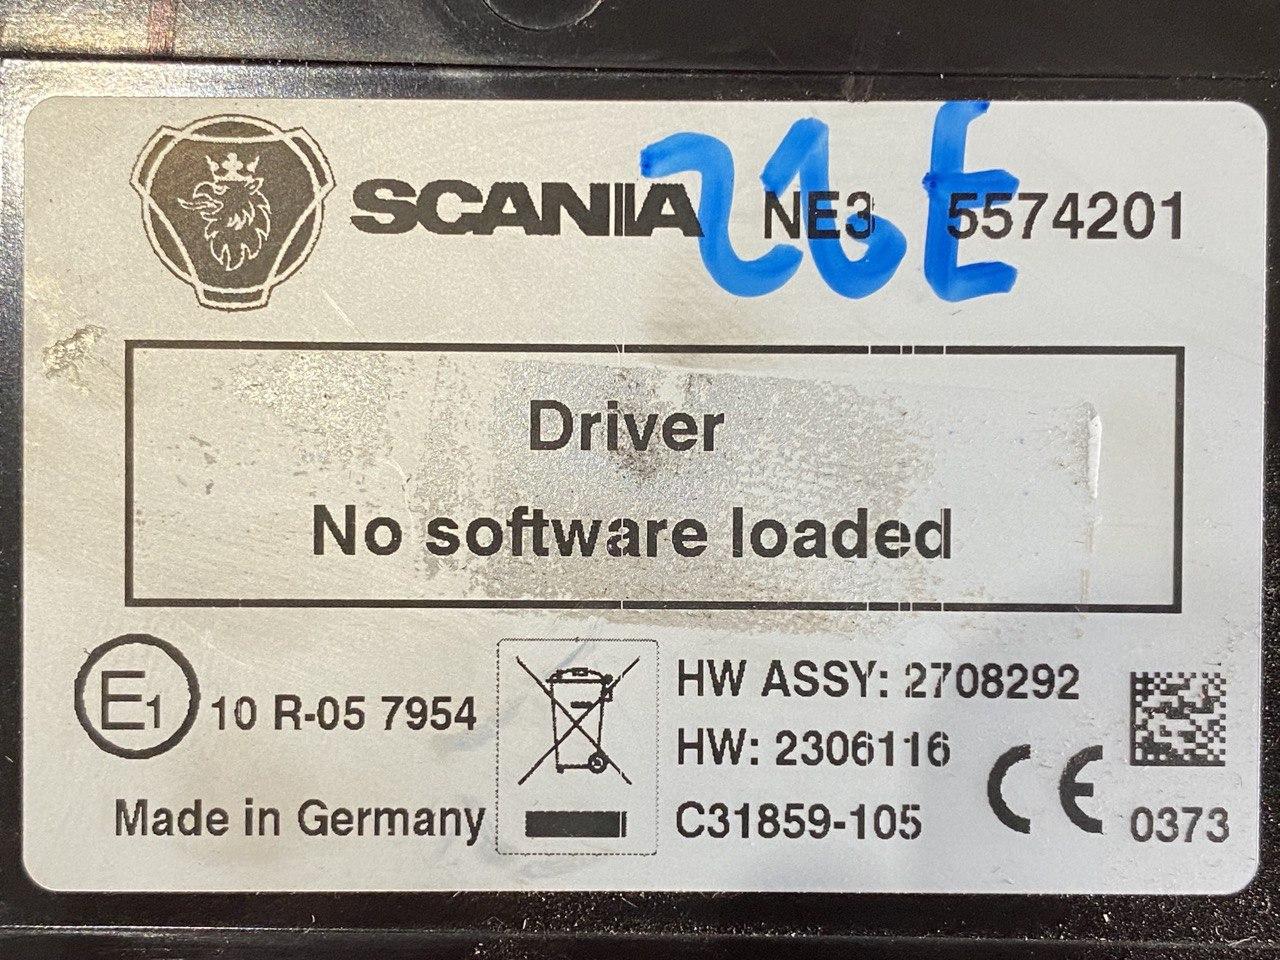 SCANIA NE3 5574201
21.E
Driver
No software loaded
E1 10 R-05 7954
HW ASSY: 2708292
HW: 2306116
CE
Made in Germany
C31859-105
0373